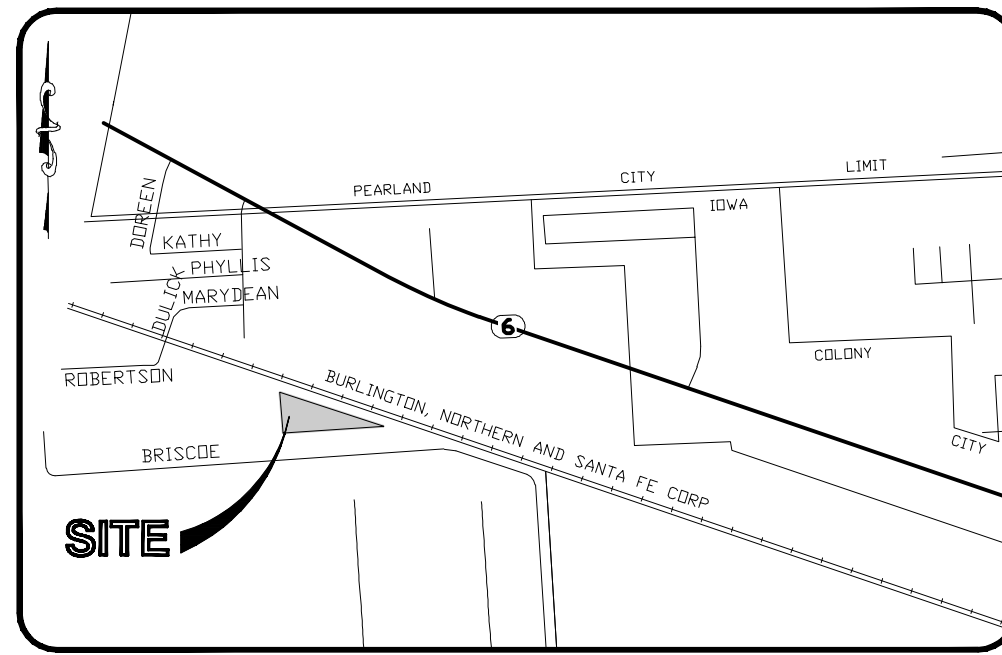 LIMIT
CITY
PEARLAND
IOWA
DOREEN
KATHY
PHYLLIS
DULICK
MARYDEAN
6
COLONY
ROBERTSON
BURLINGTON, NORTHERN AND SANTA FE CORP
CITY
BRISCOE
SITE